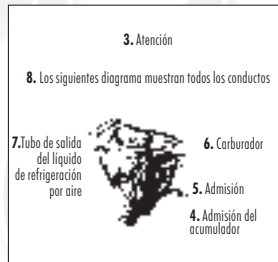 3. Atención
8. Los siguientes diagrama muestran todos los conductos
7.Tubo de salida
del líquido
de refrigeración
por aire
6. Carburador
5. Admisión
4. Admisión del
acumulador